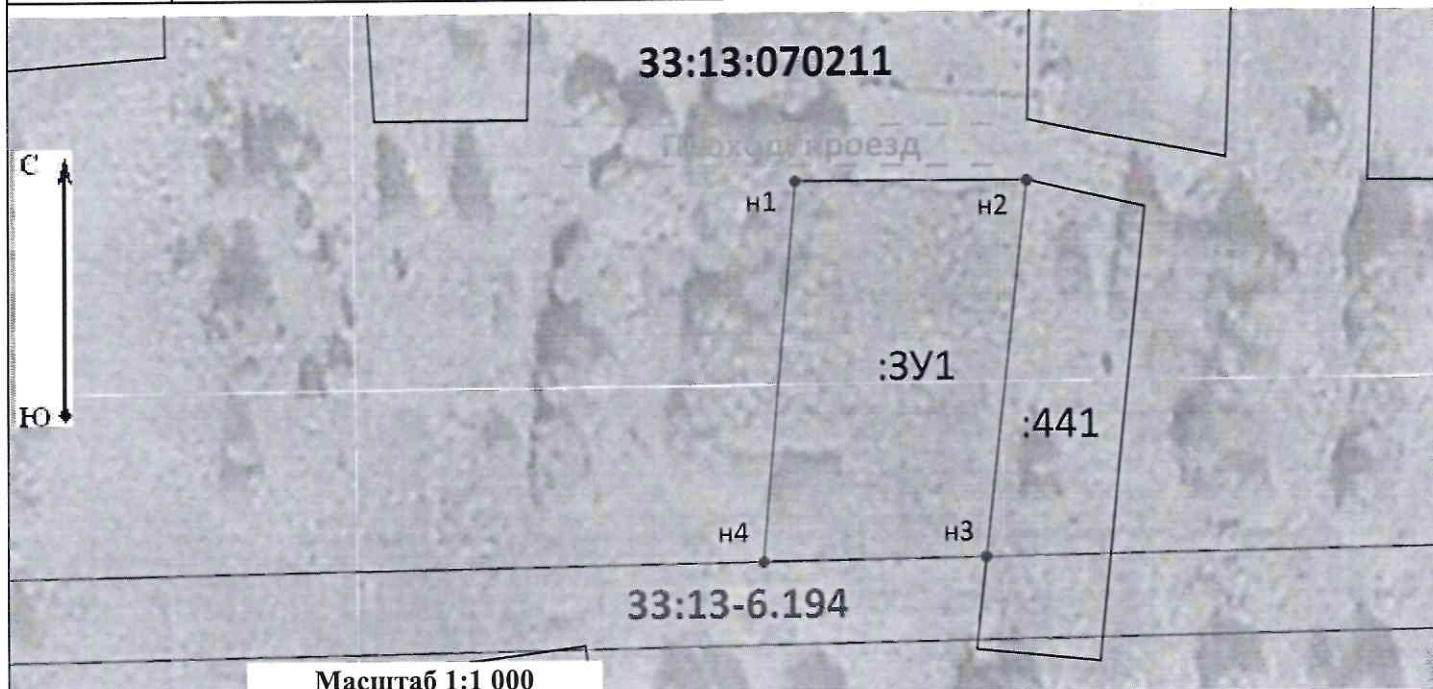 33:13:070211
Проход, проезд
С
н1
н2
:ЗУ1
:441
Ю
н4
н3
33:13-6.194
Масштаб 1:1 000